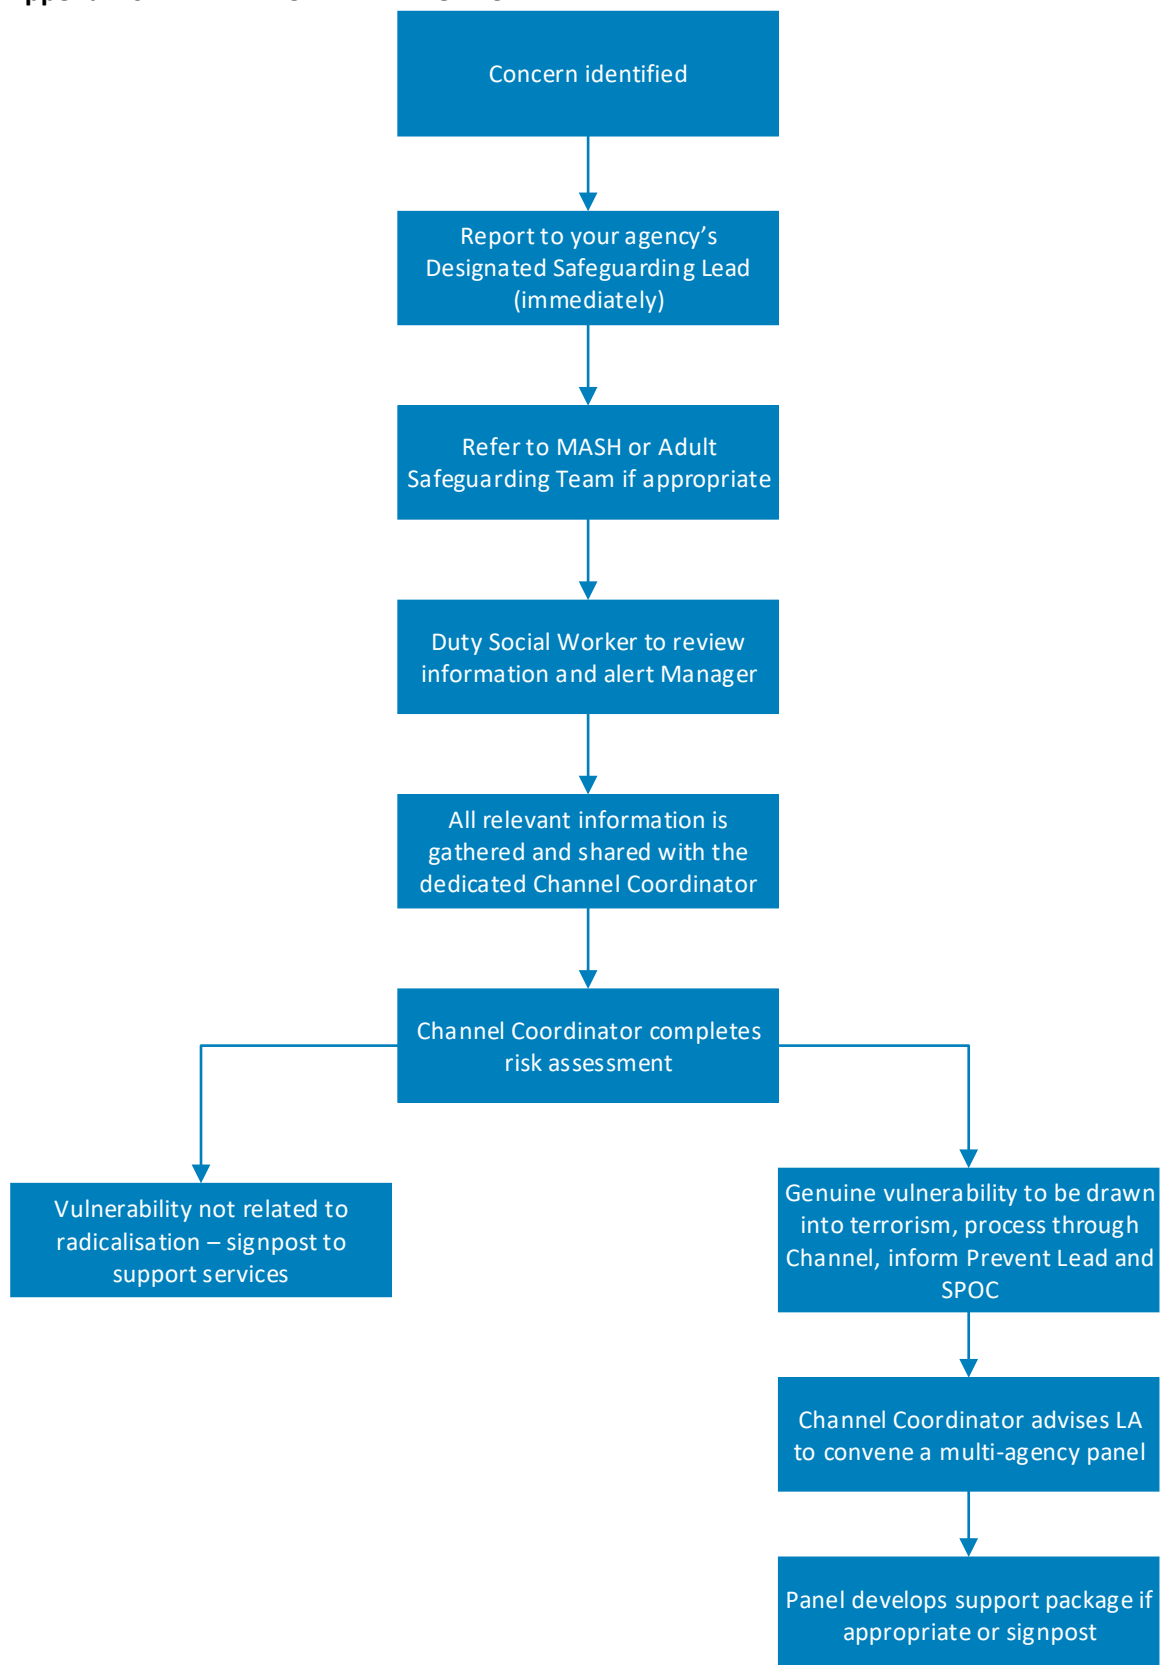 Concern identified
Report to your agency’s
Designated Safeguarding Lead
(immediately)
Refer to MASH or Adult
Safeguarding Team if appropriate
Duty Social Worker to review
information and alert Manager
All relevant information is
gathered and shared with the
dedicated Channel Coordinator
Channel Coordinator completes
risk assessment
Vulnerability not related to
radicalisation – signpost to
support services
Genuine vulnerability to be drawn
into terrorism, process through
Channel, inform Prevent Lead and
SPOC
Channel Coordinator advises LA
to convene a multi-agency panel
Panel develops support package if
appropriate or signpost